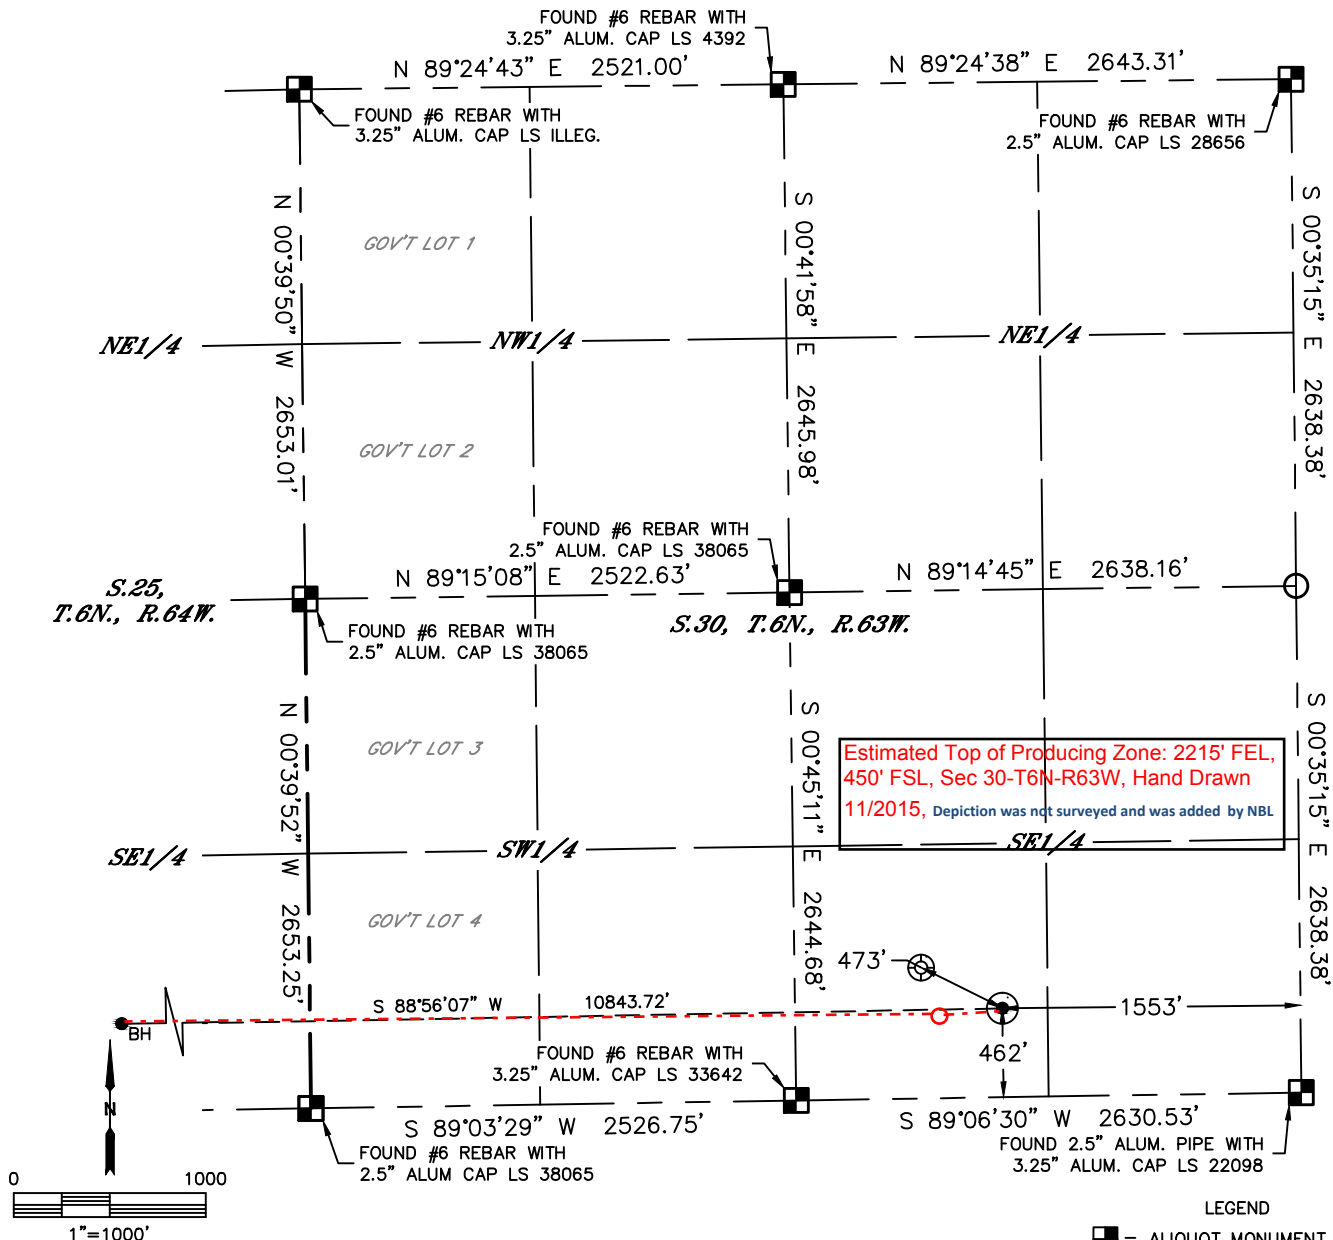 FOUND #6 REBAR WITH
3.25" ALUM. CAP LS 4392
N 89°24'43" E 2521.00'
N 89°24'38" E 2643.31'
FOUND #6 REBAR WITH
3.25" ALUM. CAP LS ILLEG.
FOUND #6 REBAR WITH
2.5" ALUM. CAP LS 28656
N 00°39'50" W 2653.01'
GOV'T LOT 1
S 00°41'58" E 2645.98'
S 00°35'15" E 2638.38'
NE1/4
NW1/4
NE1/4
GOV'T LOT 2
FOUND #6 REBAR WITH
2.5" ALUM. CAP LS 38065
N 89°15'08" E 2522.63'
N 89°14'45" E 2638.16'
S.25,
T.6N., R.64W.
S.30, T.6N., R.63W.
FOUND #6 REBAR WITH
2.5" ALUM. CAP LS 38065
N 00°39'52" W 2653.25'
GOV'T LOT 3
S 00°45'11" E 2644.68'
S 00°35'15" E 2638.38'
Estimated Top of Producing Zone: 2215' FEL,
450' FSL, Sec 30-T6N-R63W, Hand Drawn
11/2015, Depiction was not surveyed and was added by NBL
SE1/4
SW1/4
SE1/4
GOV'T LOT 4
473'
S 88°56'07" W 10843.72'
1553'
BH
462'
FOUND #6 REBAR WITH
3.25" ALUM. CAP LS 33642
N
S 89°03'29" W 2526.75'
S 89°06'30" W 2630.53'
FOUND #6 REBAR WITH
2.5" ALUM CAP LS 38065
FOUND 2.5" ALUM. PIPE WITH
3.25" ALUM. CAP LS 22098
0 1000
1"=1000'
LEGEND
= ALIQUOT MONUMENT